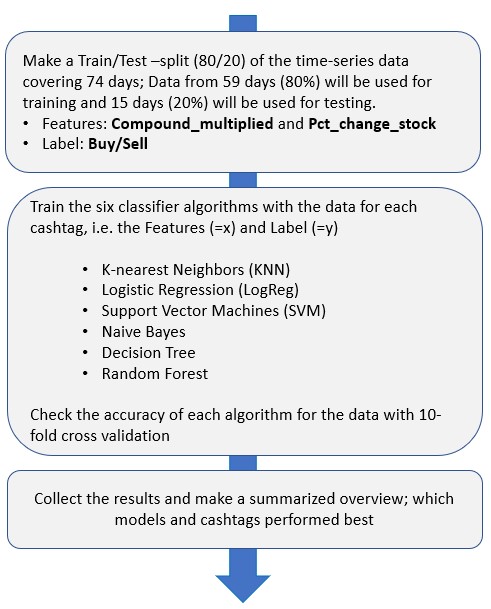 Make a Train/Test –split (80/20) of the time-series data
covering 74 days; Data from 59 days (80%) will be used for
training and 15 days (20%) will be used for testing.
• Features: Compound_multiplied and Pct_change_stock
• Label: Buy/Sell
Train the six classifier algorithms with the data for each
cashtag, i.e. the Features (=x) and Label (=y)
• K-nearest Neighbors (KNN)
• Logistic Regression (LogReg)
• Support Vector Machines (SVM)
• Naive Bayes
• Decision Tree
• Random Forest
Check the accuracy of each algorithm for the data with 10-
fold cross validation
Collect the results and make a summarized overview; which
models and cashtags performed best